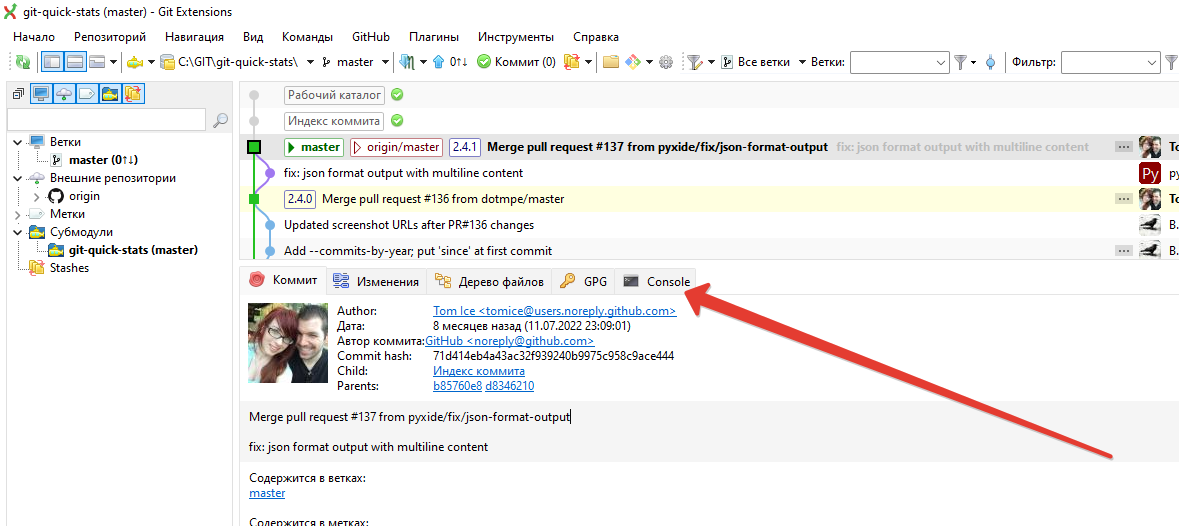 git-quick-stats (master) - Git Extensions
Начало Репозиторий Навигация Вид Команды GitHub Плагины Инструменты Справка
C:\GIT\git-quick-stats\ master 0↑↓ Коммит (0) Все ветки Ветки: Фильтр:
Рабочий каталог
Индекс коммита
master origin/master 2.4.1 Merge pull request #137 from pyxide/fix/json-format-output fix: json format output with multiline content To
fix: json format output with multiline content Py py
2.4.0 Merge pull request #136 from dotmpe/master To
Updated screenshot URLs after PR#136 changes B.
Add --commits-by-year; put 'since' at first commit B.
Ветки
master (0↑↓)
Внешние репозитории
origin
Метки
Субмодули
git-quick-stats (master)
Stashes
Коммит Изменения Дерево файлов GPG Console
Author: Tom Ice <tomice@users.noreply.github.com>
Дата: 8 месяцев назад (11.07.2022 23:09:01)
Автор коммита: GitHub <noreply@github.com>
Commit hash: 71d414eb4a43ac32f939240b9975c958c9ace444
Child: Индекс коммита
Parents: b85760e8 d8346210
Merge pull request #137 from pyxide/fix/json-format-output
fix: json format output with multiline content
Содержится в ветках:
master
Содержится в метках: